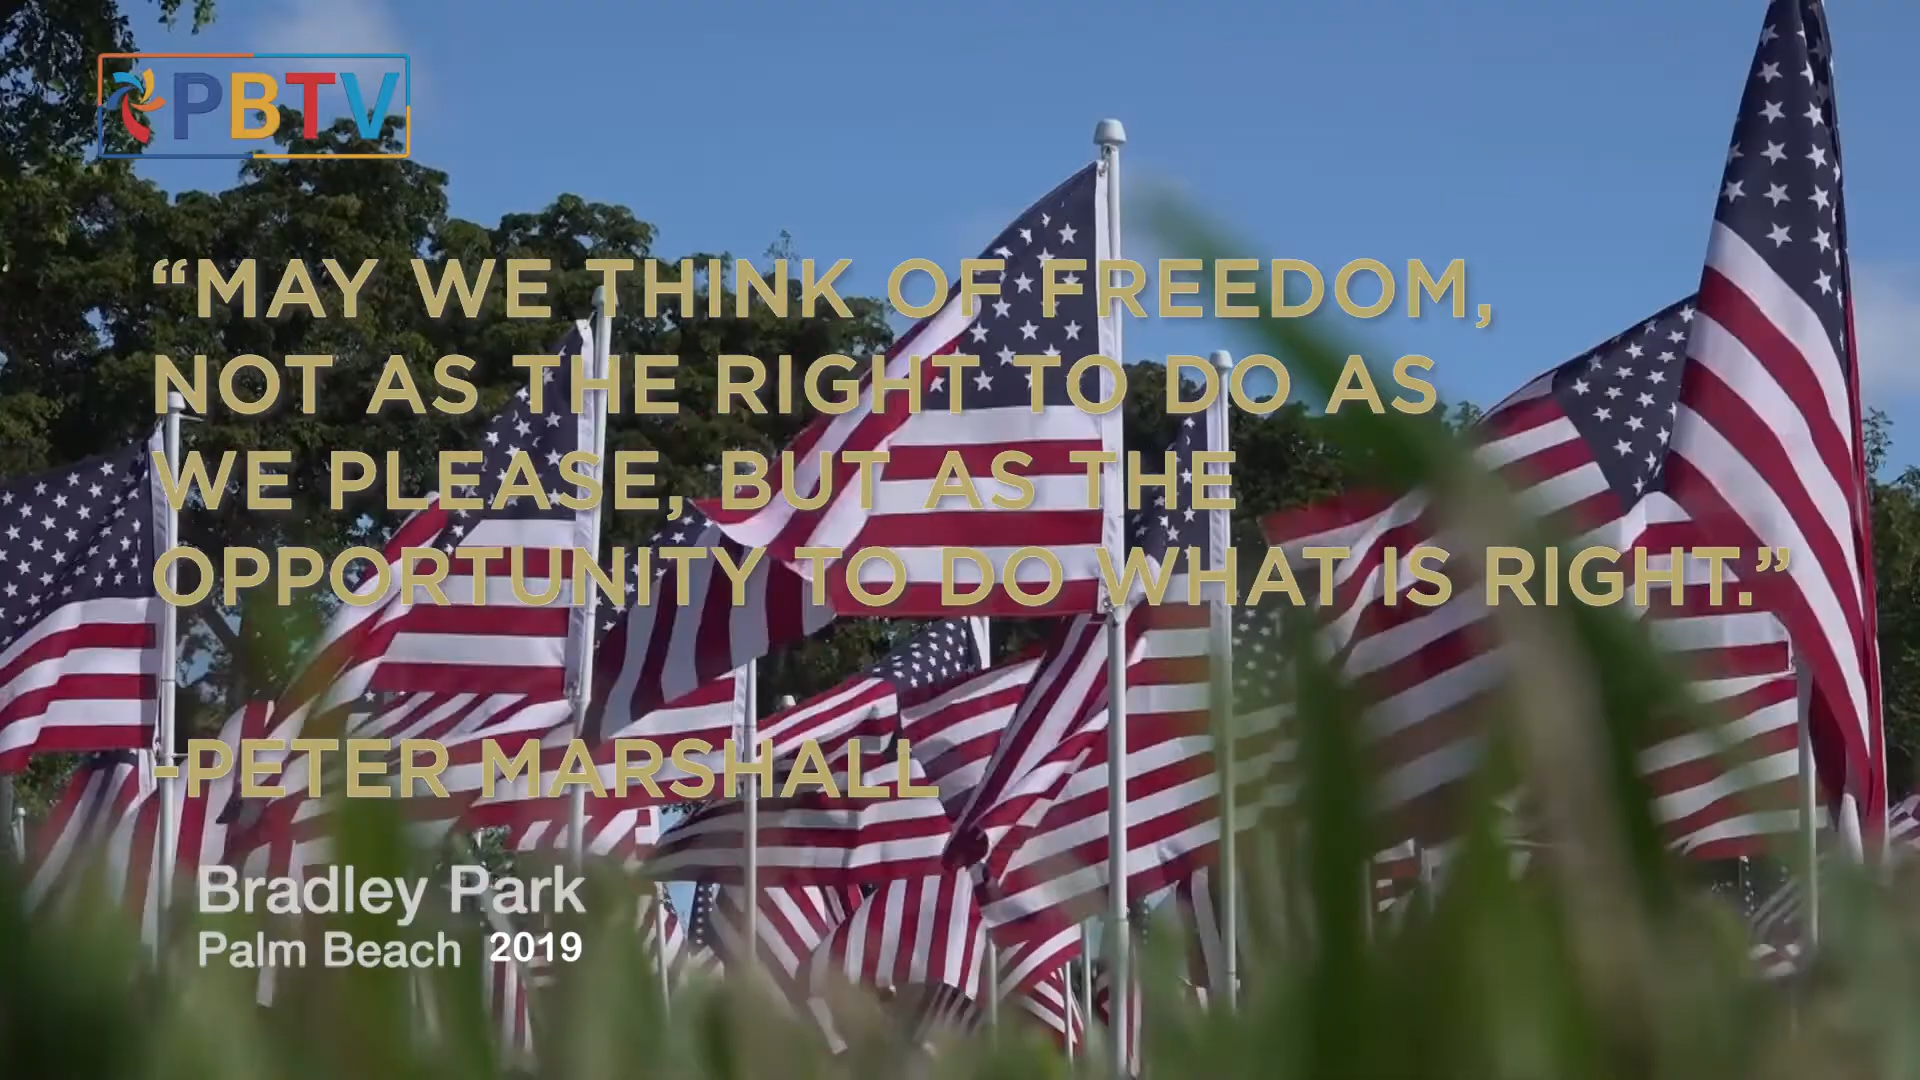 PBTV
“MAY WE THINK OF FREEDOM,
NOT AS THE RIGHT TO DO AS
WE PLEASE, BUT AS THE
OPPORTUNITY TO DO WHAT IS RIGHT.”
-PETER MARSHALL
Bradley Park
Palm Beach 2019